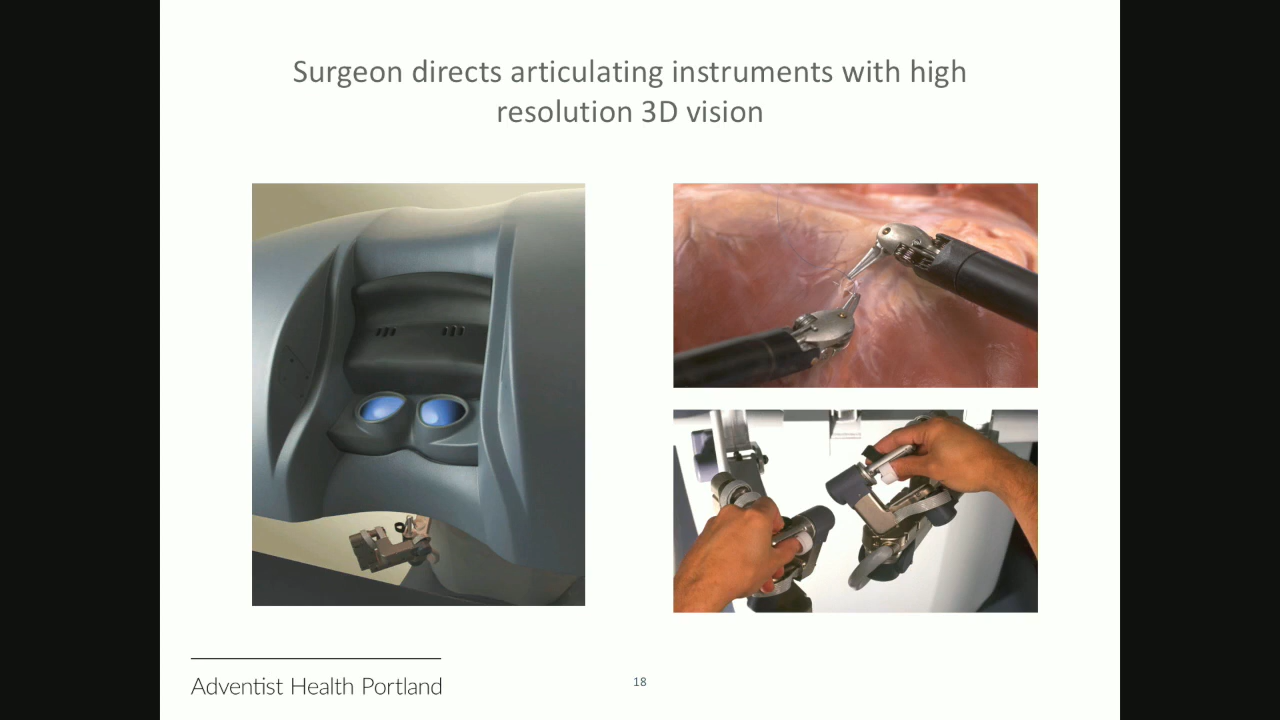 Surgeon directs articulating instruments with high
resolution 3D vision
Adventist Health Portland
18